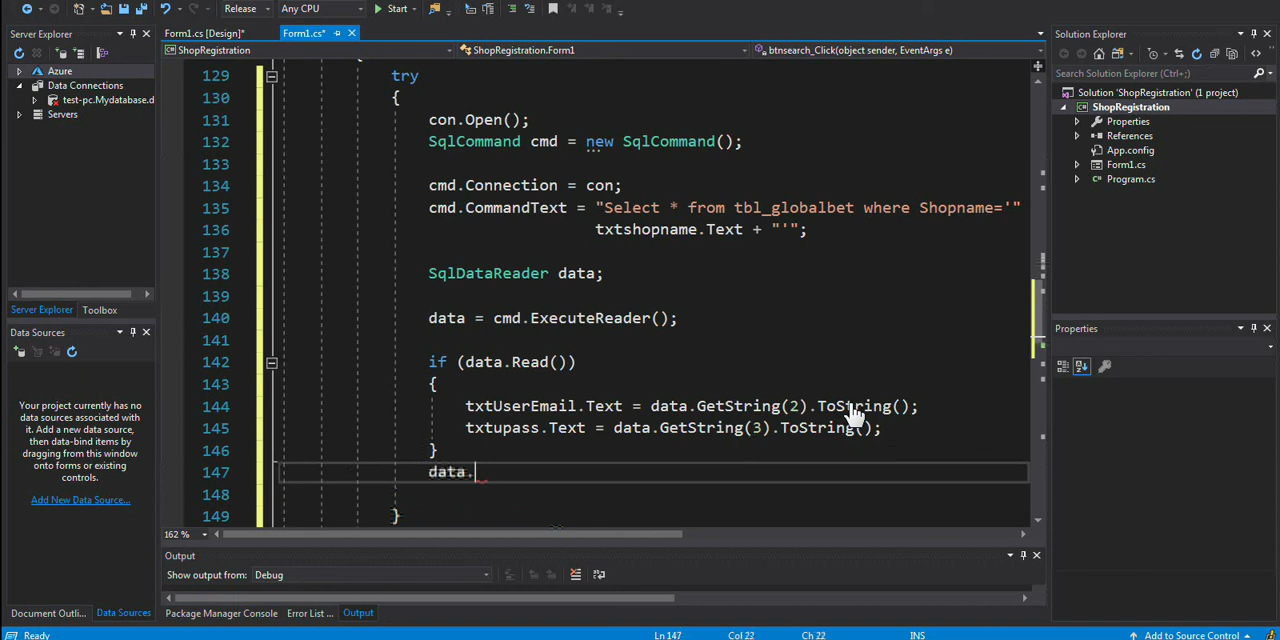 Release Any CPU Start
Server Explorer
Azure
Data Connections
test-pc.Mydatabase.d
Servers
Server Explorer Toolbox
Data Sources
Your project currently has
no data sources associated
with it. Add a new data
source, then data-bind
items by
dragging from this window
onto forms or existing
controls.
Add New Data Source...
Document Outli... Data Sources
Form1.cs [Design]* Form1.cs*
ShopRegistration ShopRegistration.Form1 btnsearch_Click(object sender, EventArgs e)
129 try
130 {
131 con.Open();
132 SqlCommand cmd = new SqlCommand();
133
134 cmd.Connection = con;
135 cmd.CommandText = "Select * from tbl_globalbet where Shopname='"
136 txtshopname.Text + "'";
137
138 SqlDataReader data;
139
140 data = cmd.ExecuteReader();
141
142 if (data.Read())
143 {
144 txtUserEmail.Text = data.GetString(2).ToString();
145 txtupass.Text = data.GetString(3).ToString();
146 }
147 data.
148
149 }
162 %
Output
Show output from: Debug
Package Manager Console Error List ... Output
Solution Explorer
Search Solution Explorer (Ctrl+;)
Solution 'ShopRegistration' (1 project)
ShopRegistration
Properties
References
App.config
Form1.cs
Program.cs
Properties
Ready Ln 147 Col 22 Ch 22 INS Add to Source Control